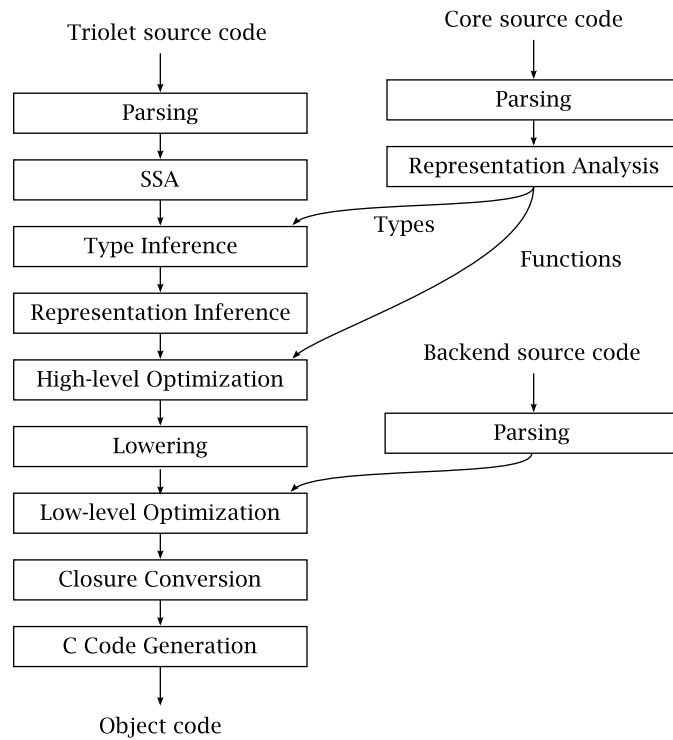 Triolet source code
Parsing
SSA
Type Inference
Representation Inference
High-level Optimization
Lowering
Low-level Optimization
Closure Conversion
C Code Generation
Object code
Core source code
Parsing
Representation Analysis
Types
Functions
Backend source code
Parsing